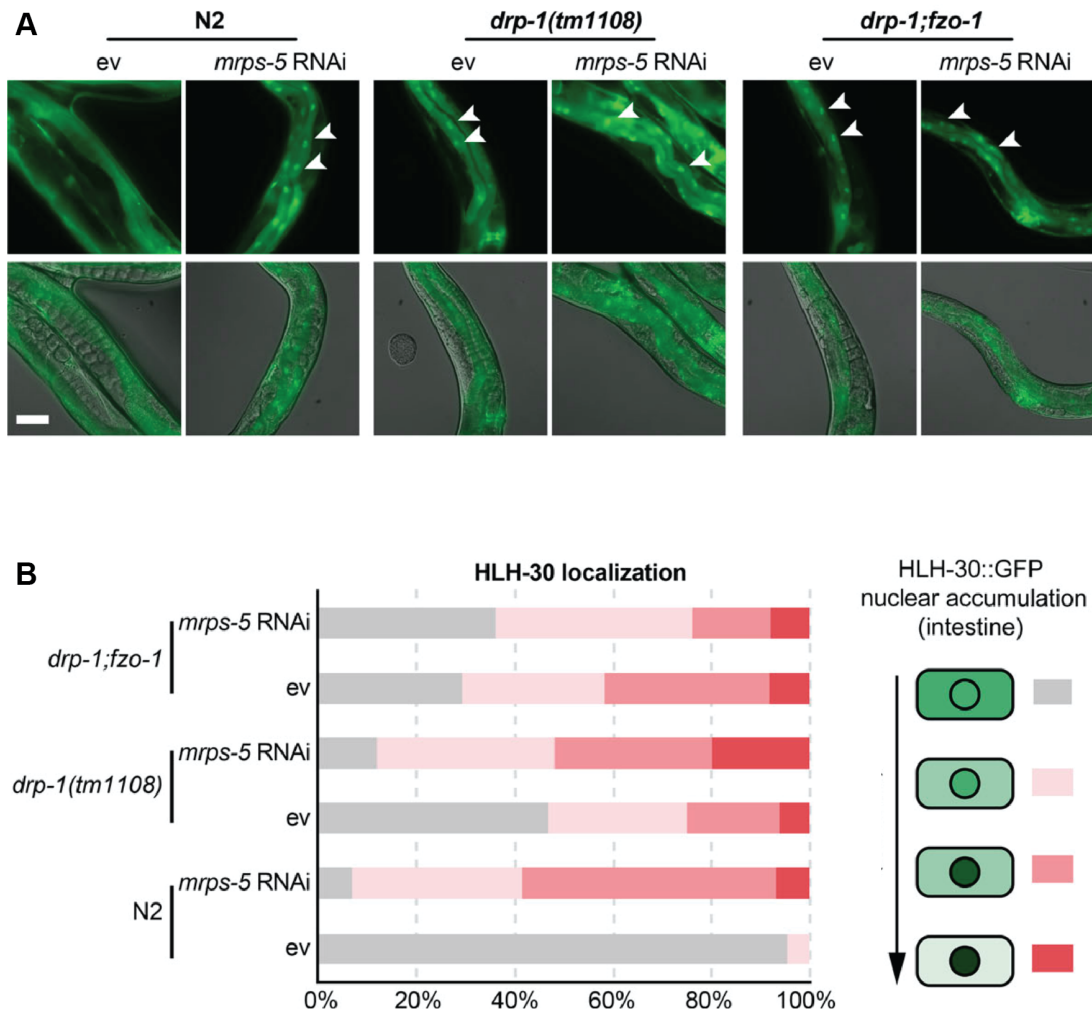 A
N2
drp-1(tm1108)
drp-1;fzo-1
ev
mrps-5 RNAi
ev
mrps-5 RNAi
ev
mrps-5 RNAi
B
HLH-30 localization
HLH-30::GFP
nuclear accumulation
(intestine)
drp-1;fzo-1
mrps-5 RNAi
ev
drp-1(tm1108)
mrps-5 RNAi
ev
N2
mrps-5 RNAi
ev
0%
20%
40%
60%
80%
100%